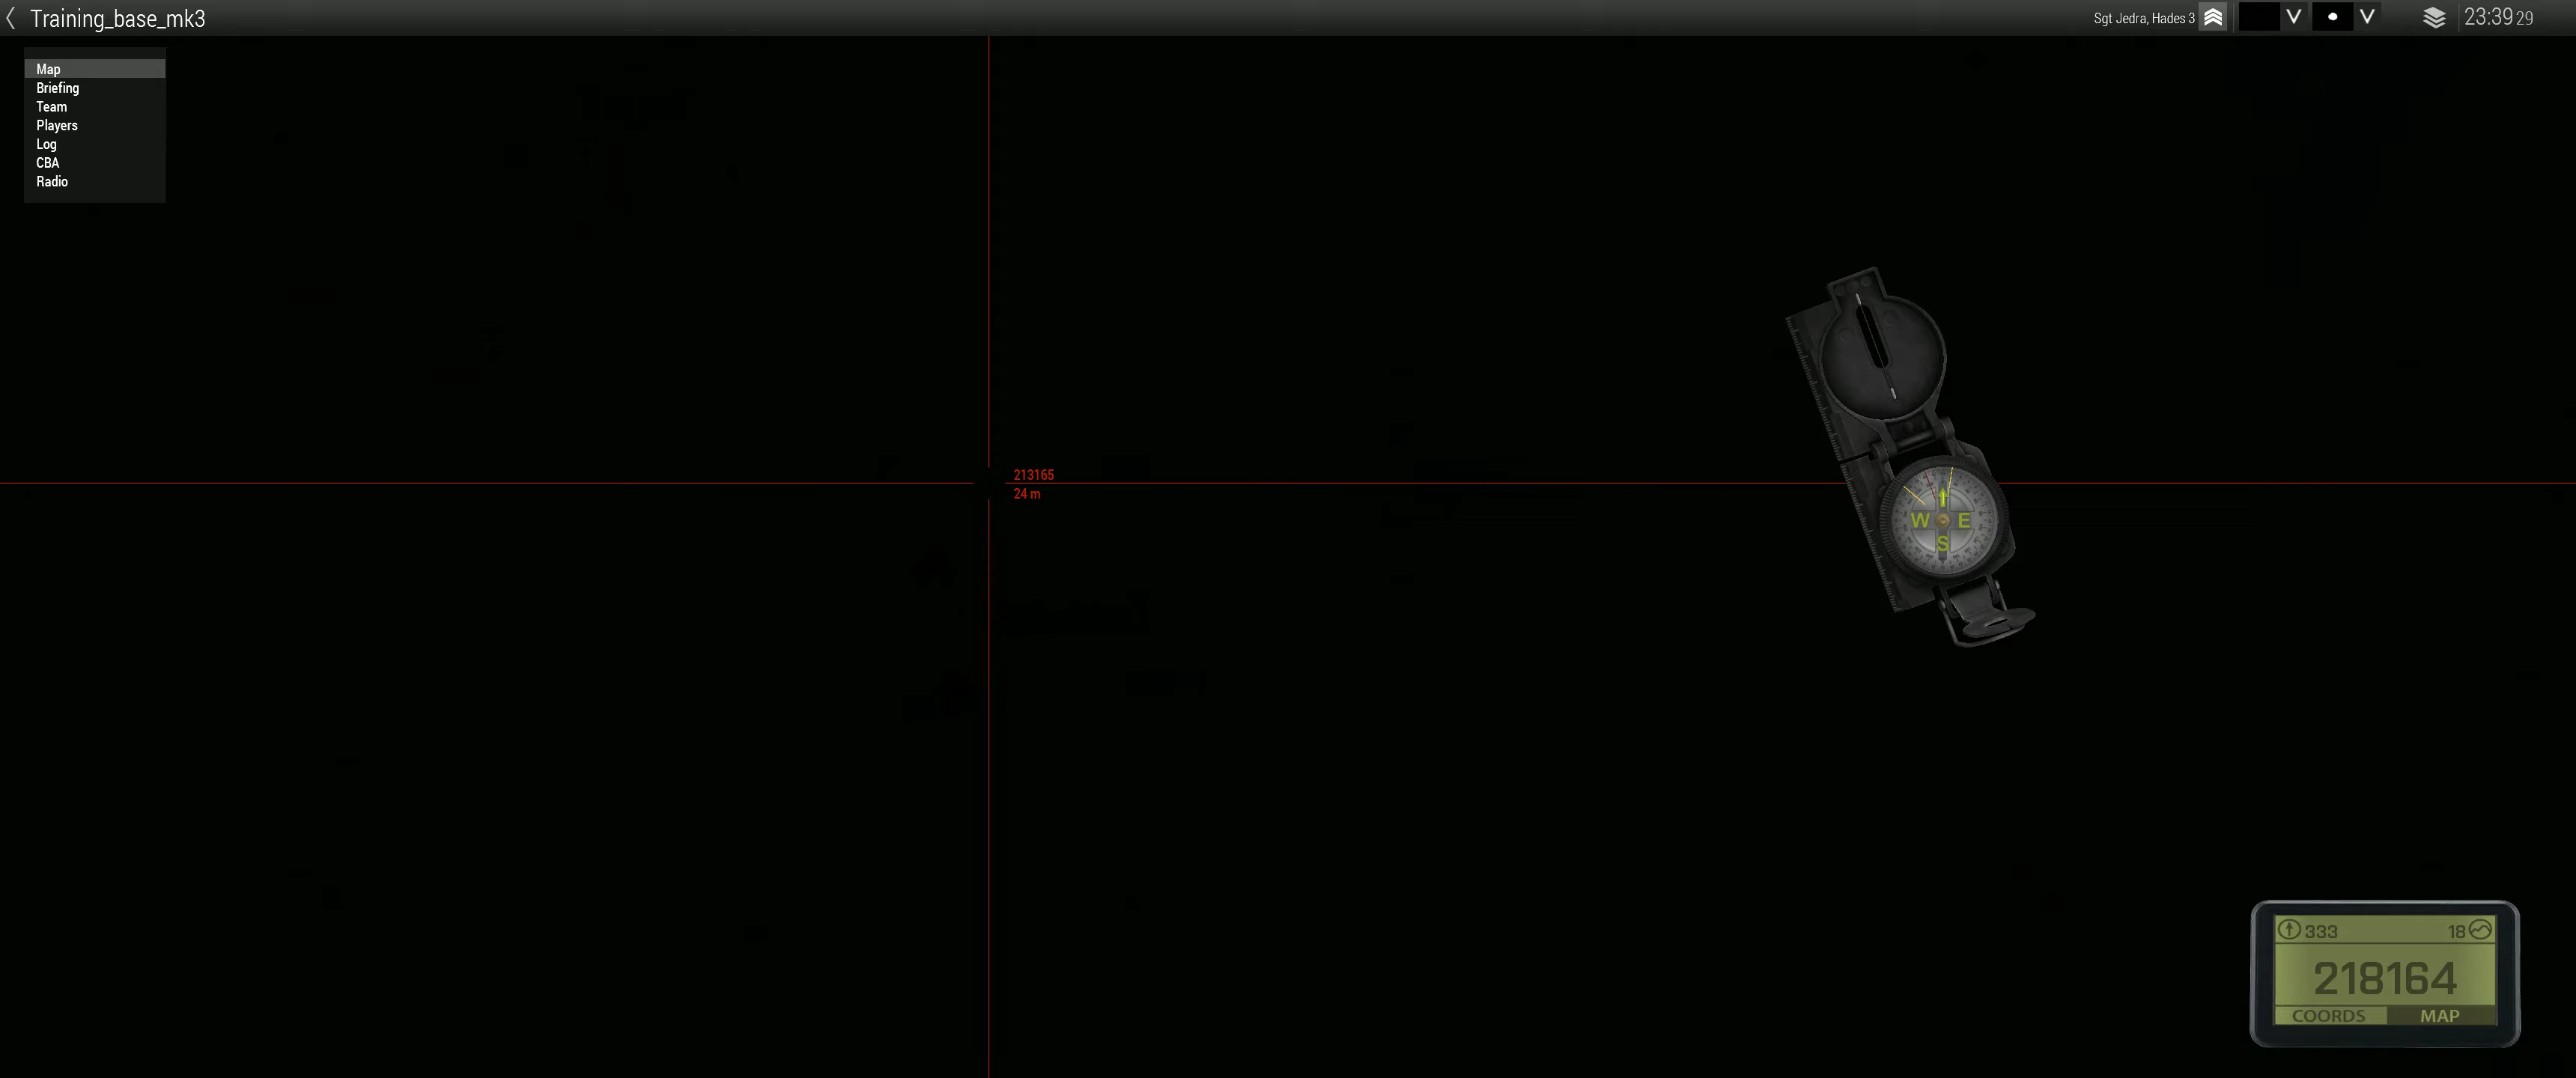 Training_base_mk3
Sgt Jedra, Hades 3
23:39 29
Map
Briefing
Team
Players
Log
CBA
Radio
213165
24 m
W E
S
333
18
218164
COORDS MAP